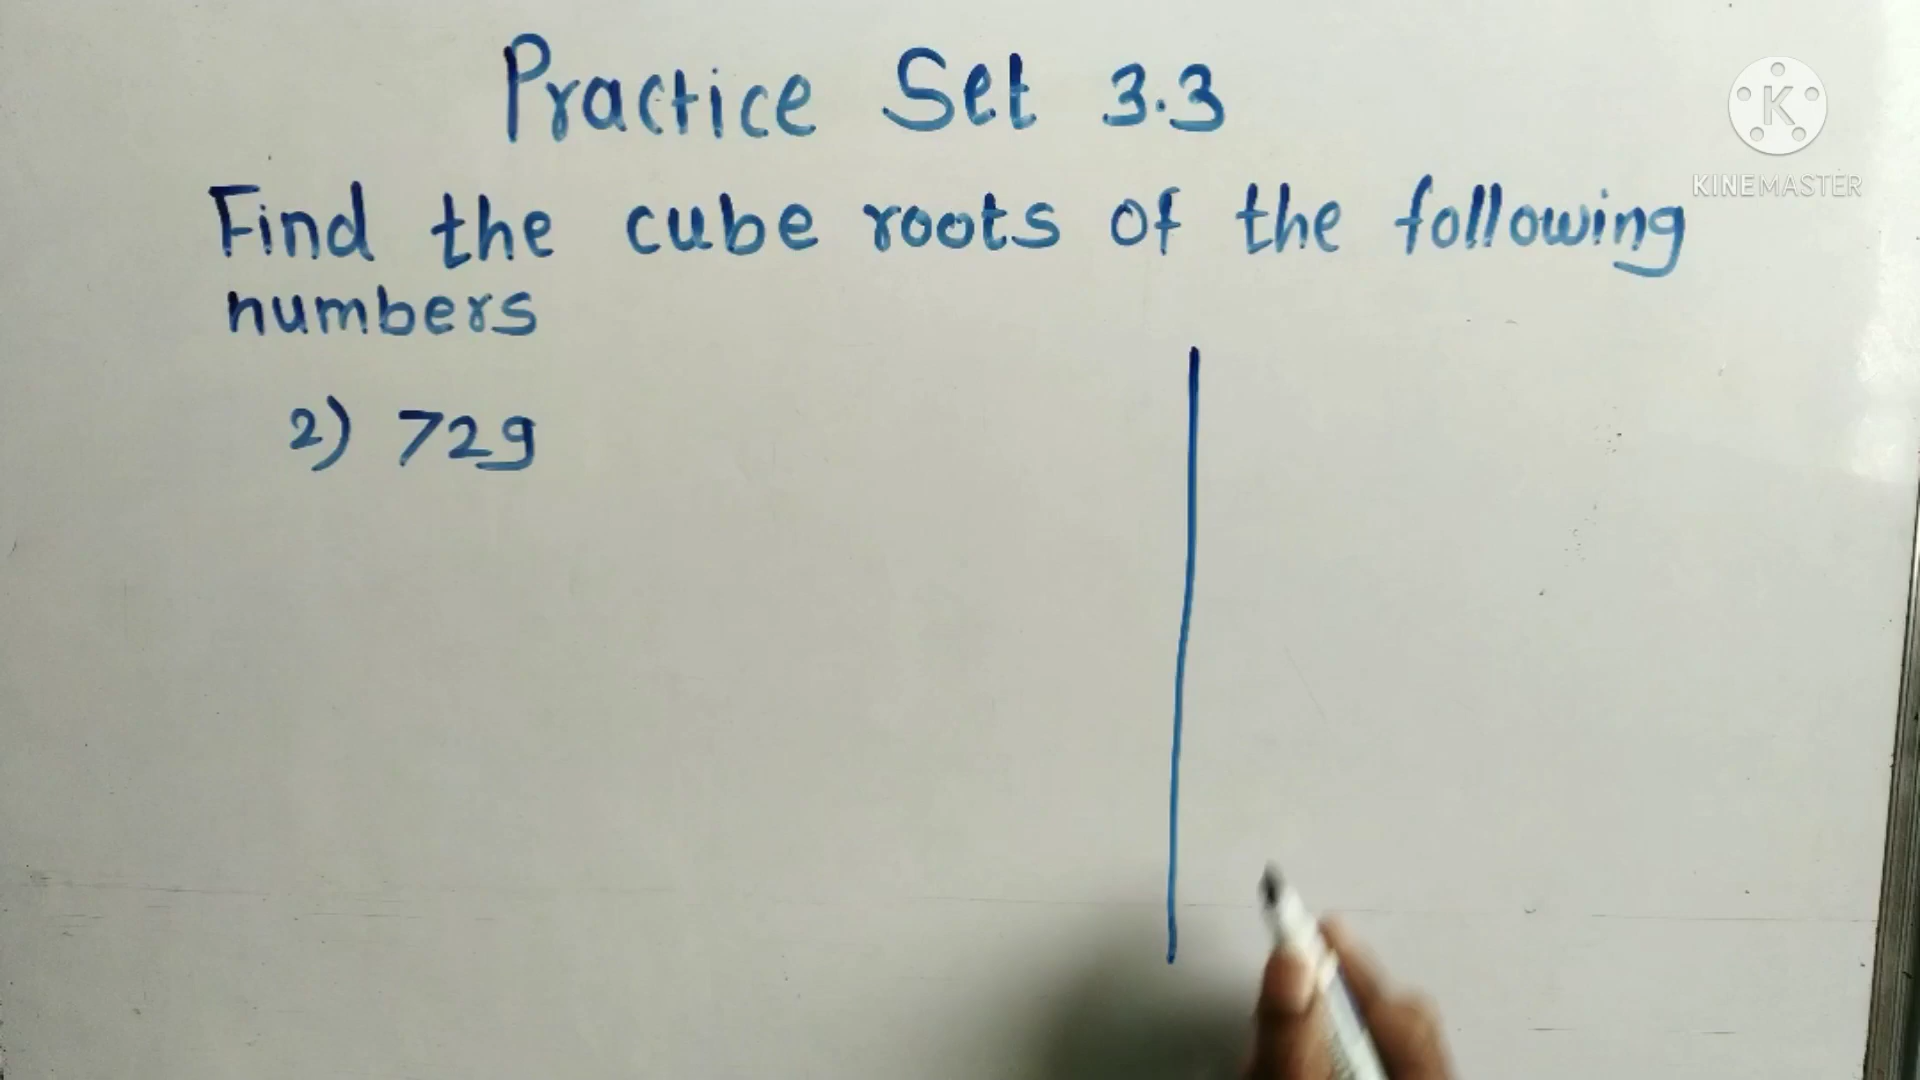 Practice Set 3.3
KINEMASTER
Find the cube roots of the following
numbers
2) 729